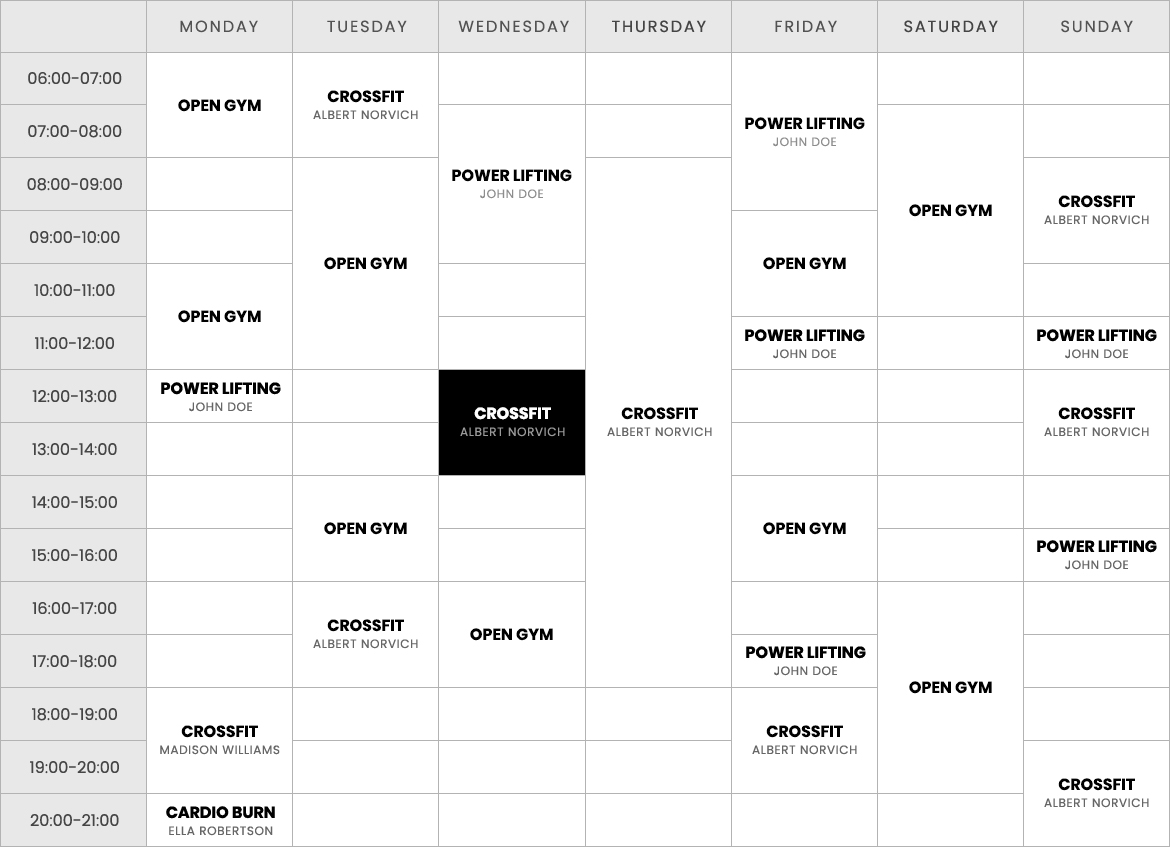 MONDAY TUESDAY WEDNESDAY THURSDAY FRIDAY SATURDAY SUNDAY
06:00-07:00
OPEN GYM
CROSSFIT
ALBERT NORVICH
07:00-08:00
POWER LIFTING
JOHN DOE
08:00-09:00
POWER LIFTING
JOHN DOE
CROSSFIT
ALBERT NORVICH
OPEN GYM
09:00-10:00
OPEN GYM
OPEN GYM
10:00-11:00
OPEN GYM
11:00-12:00
POWER LIFTING
JOHN DOE
POWER LIFTING
JOHN DOE
12:00-13:00
POWER LIFTING
JOHN DOE
CROSSFIT
ALBERT NORVICH
CROSSFIT
ALBERT NORVICH
CROSSFIT
ALBERT NORVICH
13:00-14:00
14:00-15:00
OPEN GYM
OPEN GYM
15:00-16:00
POWER LIFTING
JOHN DOE
16:00-17:00
CROSSFIT
ALBERT NORVICH
OPEN GYM
17:00-18:00
POWER LIFTING
JOHN DOE
OPEN GYM
18:00-19:00
CROSSFIT
MADISON WILLIAMS
CROSSFIT
ALBERT NORVICH
19:00-20:00
CROSSFIT
ALBERT NORVICH
20:00-21:00
CARDIO BURN
ELLA ROBERTSON